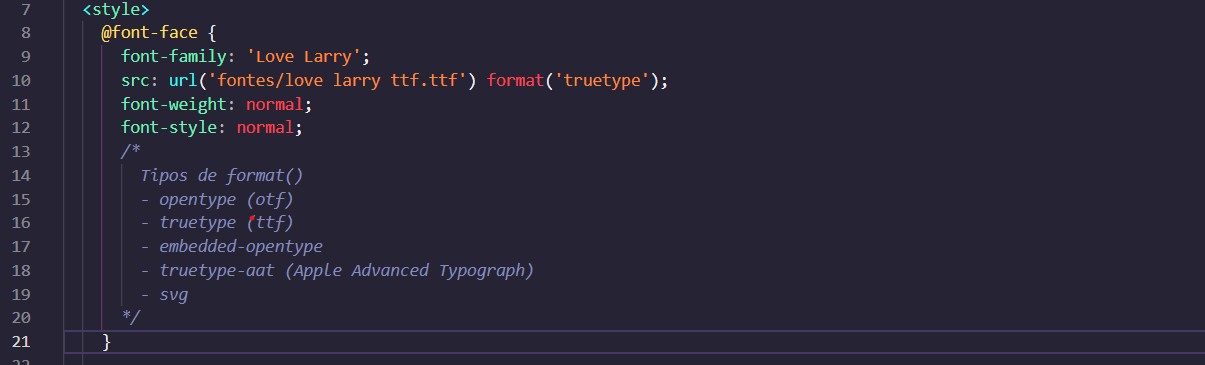 7 <style>
8 @font-face {
9 font-family: 'Love Larry';
10 src: url('fontes/love larry ttf.ttf') format('truetype');
11 font-weight: normal;
12 font-style: normal;
13 /*
14 Tipos de format()
15 - opentype (otf)
16 - truetype (ttf)
17 - embedded-opentype
18 - truetype-aat (Apple Advanced Typograph)
19 - svg
20 */
21 }
22